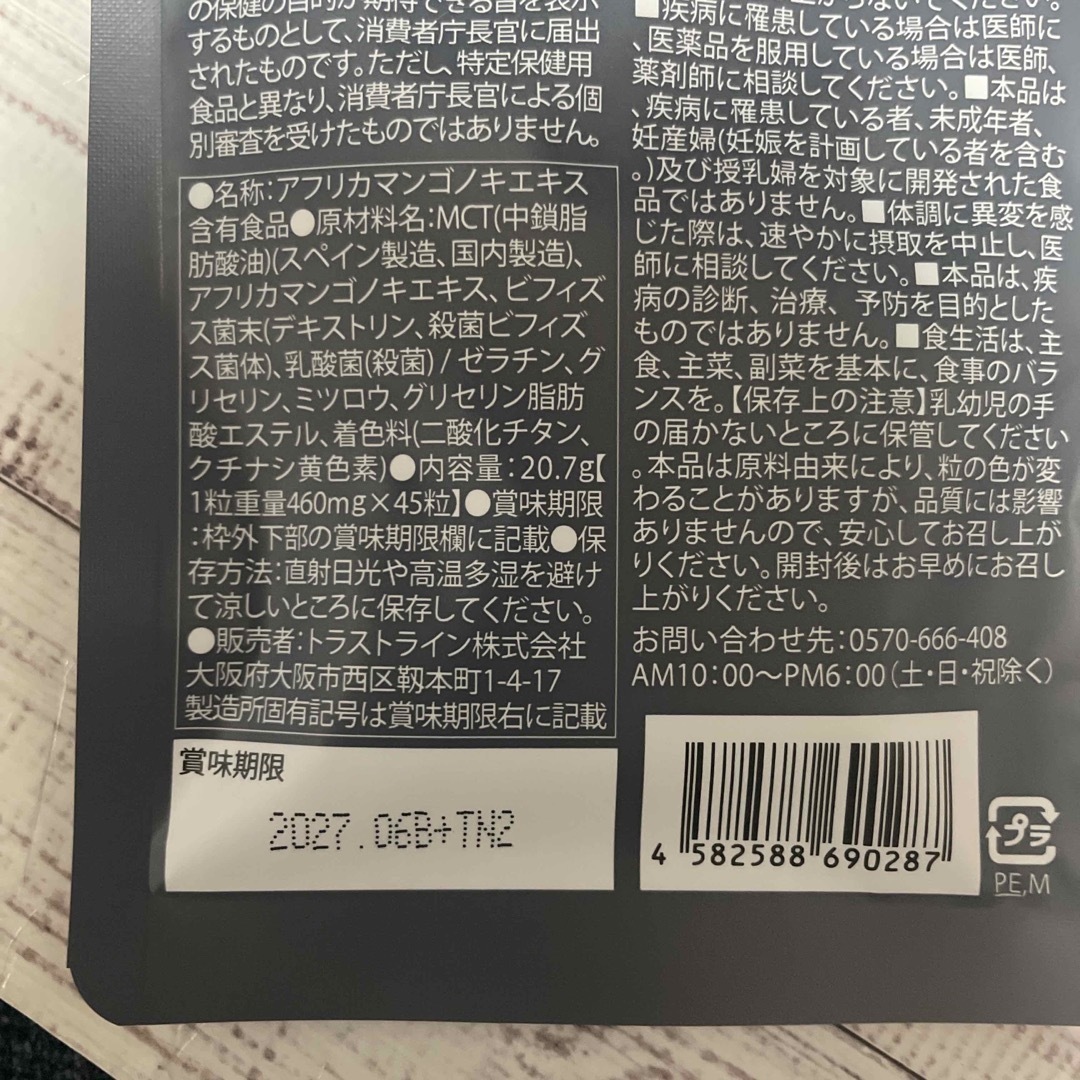 の保健の目的が期待できる旨を表示
するものとして、消費者庁長官に届出
されたものです。ただし、特定保健用
食品と異なり、消費者庁長官による個
別審査を受けたものではありません。
●名称：アフリカマンゴノキエキス
含有食品●原材料名：MCT(中鎖脂
肪酸油)(スペイン製造、国内製造)、
アフリカマンゴノキエキス、ビフィズ
ス菌末(デキストリン、殺菌ビフィズ
ス菌体)、乳酸菌(殺菌) / ゼラチン、グ
リセリン、ミツロウ、グリセリン脂肪
酸エステル、着色料(二酸化チタン、
クチナシ黄色素)●内容量：20.7g【
1粒重量460mg×45粒】●賞味期限
：枠外下部の賞味期限欄に記載●保
存方法：直射日光や高温多湿を避け
て涼しいところに保存してください。
●販売者：トラストライン株式会社
大阪府大阪市西区靱本町1-4-17
製造所固有記号は賞味期限右に記載
賞味期限
2027.06B+TN2
■疾病に罹患している場合は医師に
、医薬品を服用している場合は医師、
薬剤師に相談してください。■本品は
、疾病に罹患している者、未成年者、
妊産婦(妊娠を計画している者を含む
。)及び授乳婦を対象に開発された食
品ではありません。■体調に異変を感
じた際は、速やかに摂取を中止し、医
師に相談してください。■本品は、疾
病の診断、治療、予防を目的とした
ものではありません。■食生活は、主
食、主菜、副菜を基本に、食事のバラ
ンスを。【保存上の注意】乳幼児の手
の届かないところに保管してください
。本品は原料由来により、粒の色が変
わることがありますが、品質には影響
ありませんので、安心してお召し上が
りください。開封後はお早めにお召し
上がりください。
お問い合わせ先：0570-666-408
AM10：00～PM6：00（土・日・祝除く）
4 582588 690287
プラ
PE,M